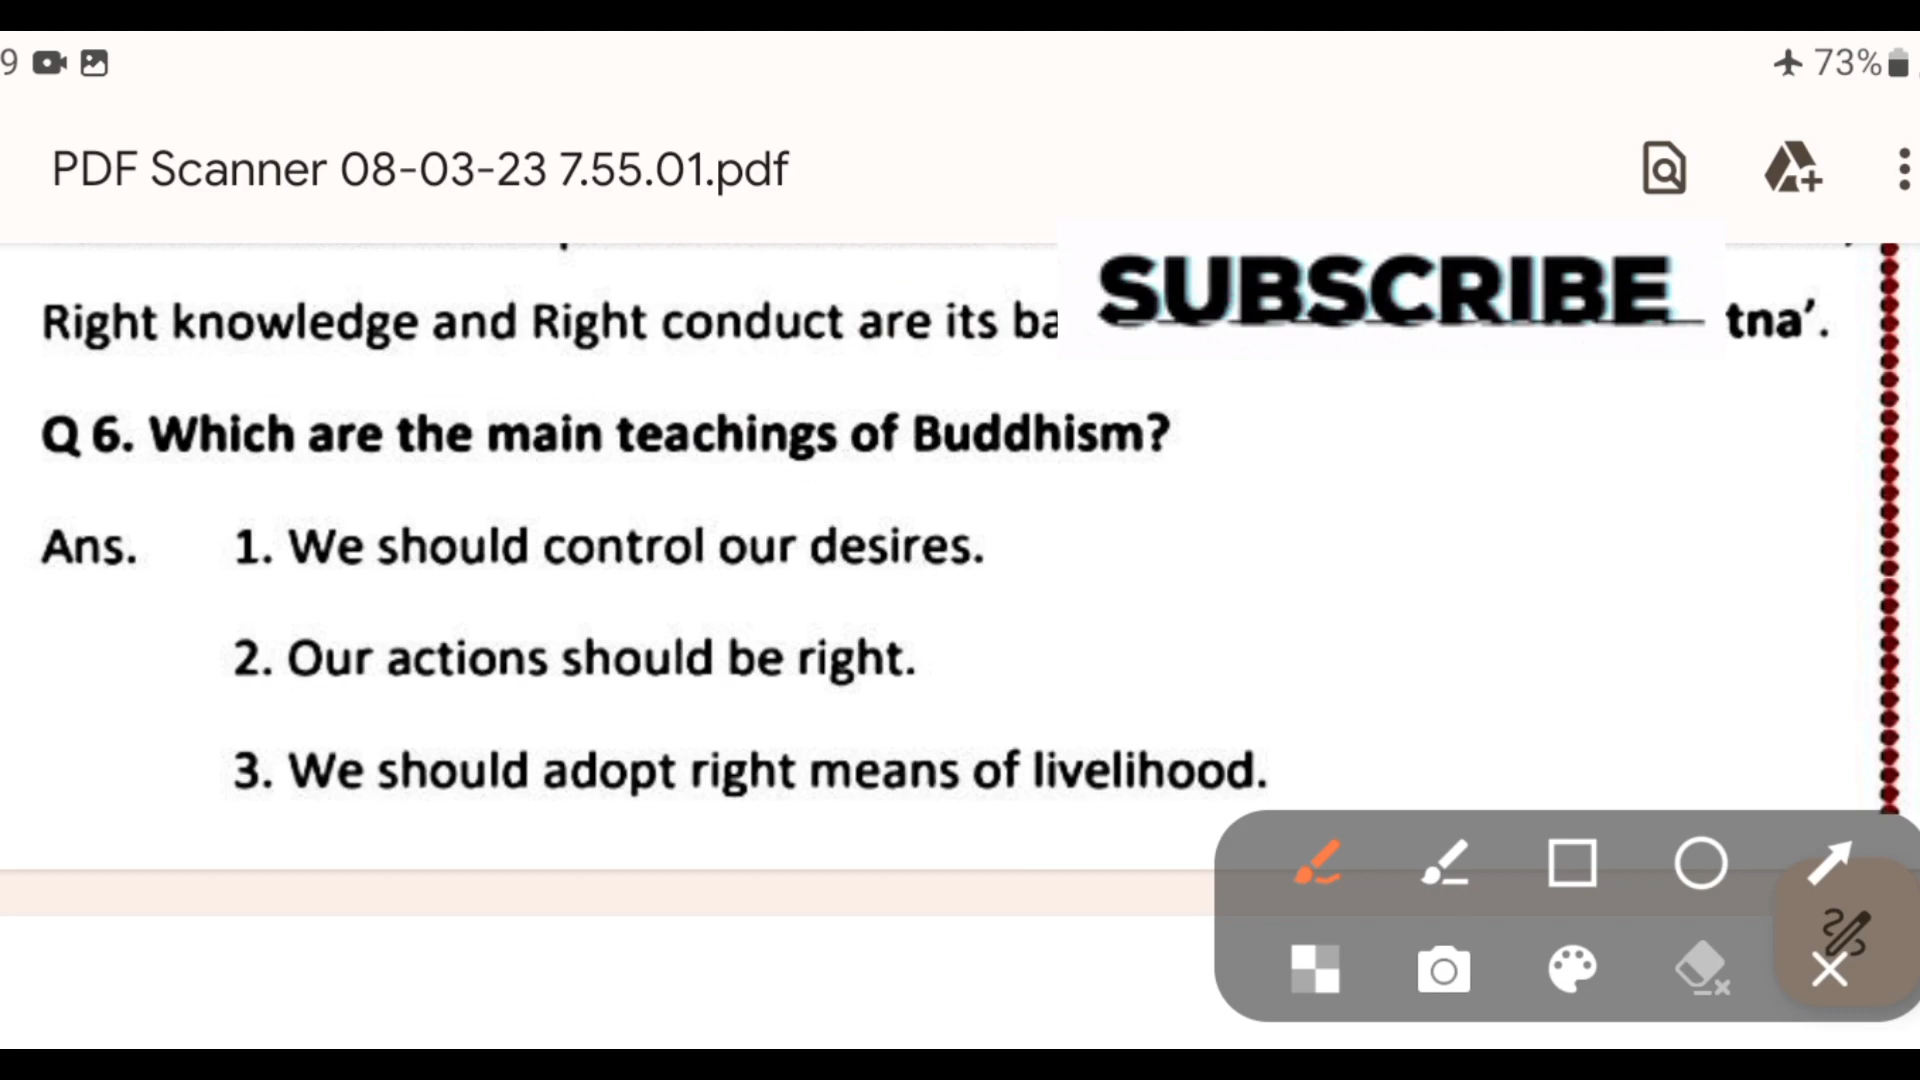 9
73%
PDF Scanner 08-03-23 7.55.01.pdf
SUBSCRIBE
Right knowledge and Right conduct are its ba tna’.
Q 6. Which are the main teachings of Buddhism?
Ans. 1. We should control our desires.
2. Our actions should be right.
3. We should adopt right means of livelihood.